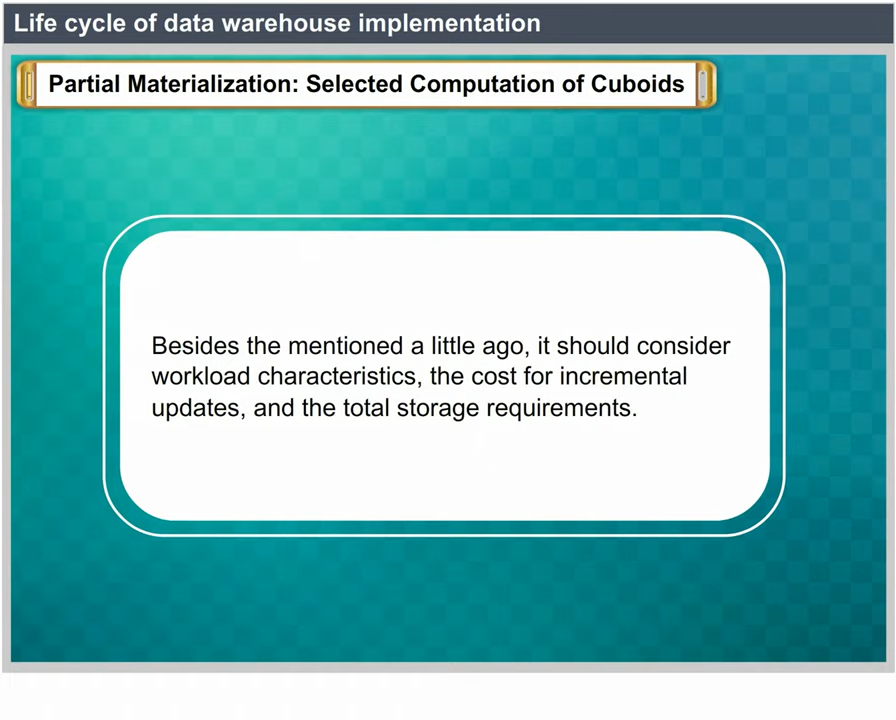 Life cycle of data warehouse implementation
Partial Materialization: Selected Computation of Cuboids
Besides the mentioned a little ago, it should consider
workload characteristics, the cost for incremental
updates, and the total storage requirements.